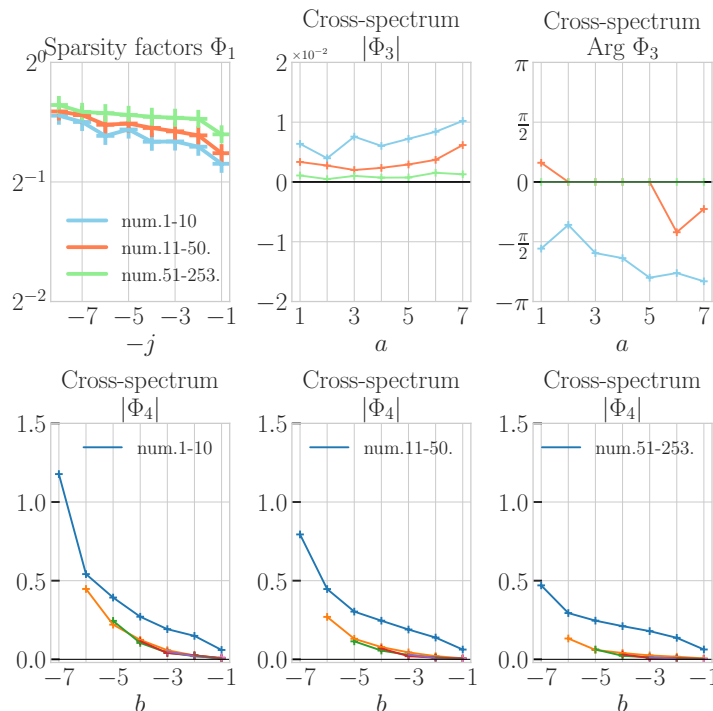 Sparsity factors Φ₁
2⁰
2⁻¹
2⁻²
num.1-10
num.11-50.
num.51-253.
−7 −5 −3 −1
−j
Cross-spectrum
|Φ₃|
×10⁻²
2
1
0
−1
−2
1 3 5 7
a
Cross-spectrum
Arg Φ₃
π
π/2
0
−π/2
−π
1 3 5 7
a
Cross-spectrum
|Φ₄|
1.5
num.1-10
1.0
0.5
0.0
−7 −5 −3 −1
b
Cross-spectrum
|Φ₄|
1.5
num.11-50.
1.0
0.5
0.0
−7 −5 −3 −1
b
Cross-spectrum
|Φ₄|
1.5
num.51-253.
1.0
0.5
0.0
−7 −5 −3 −1
b